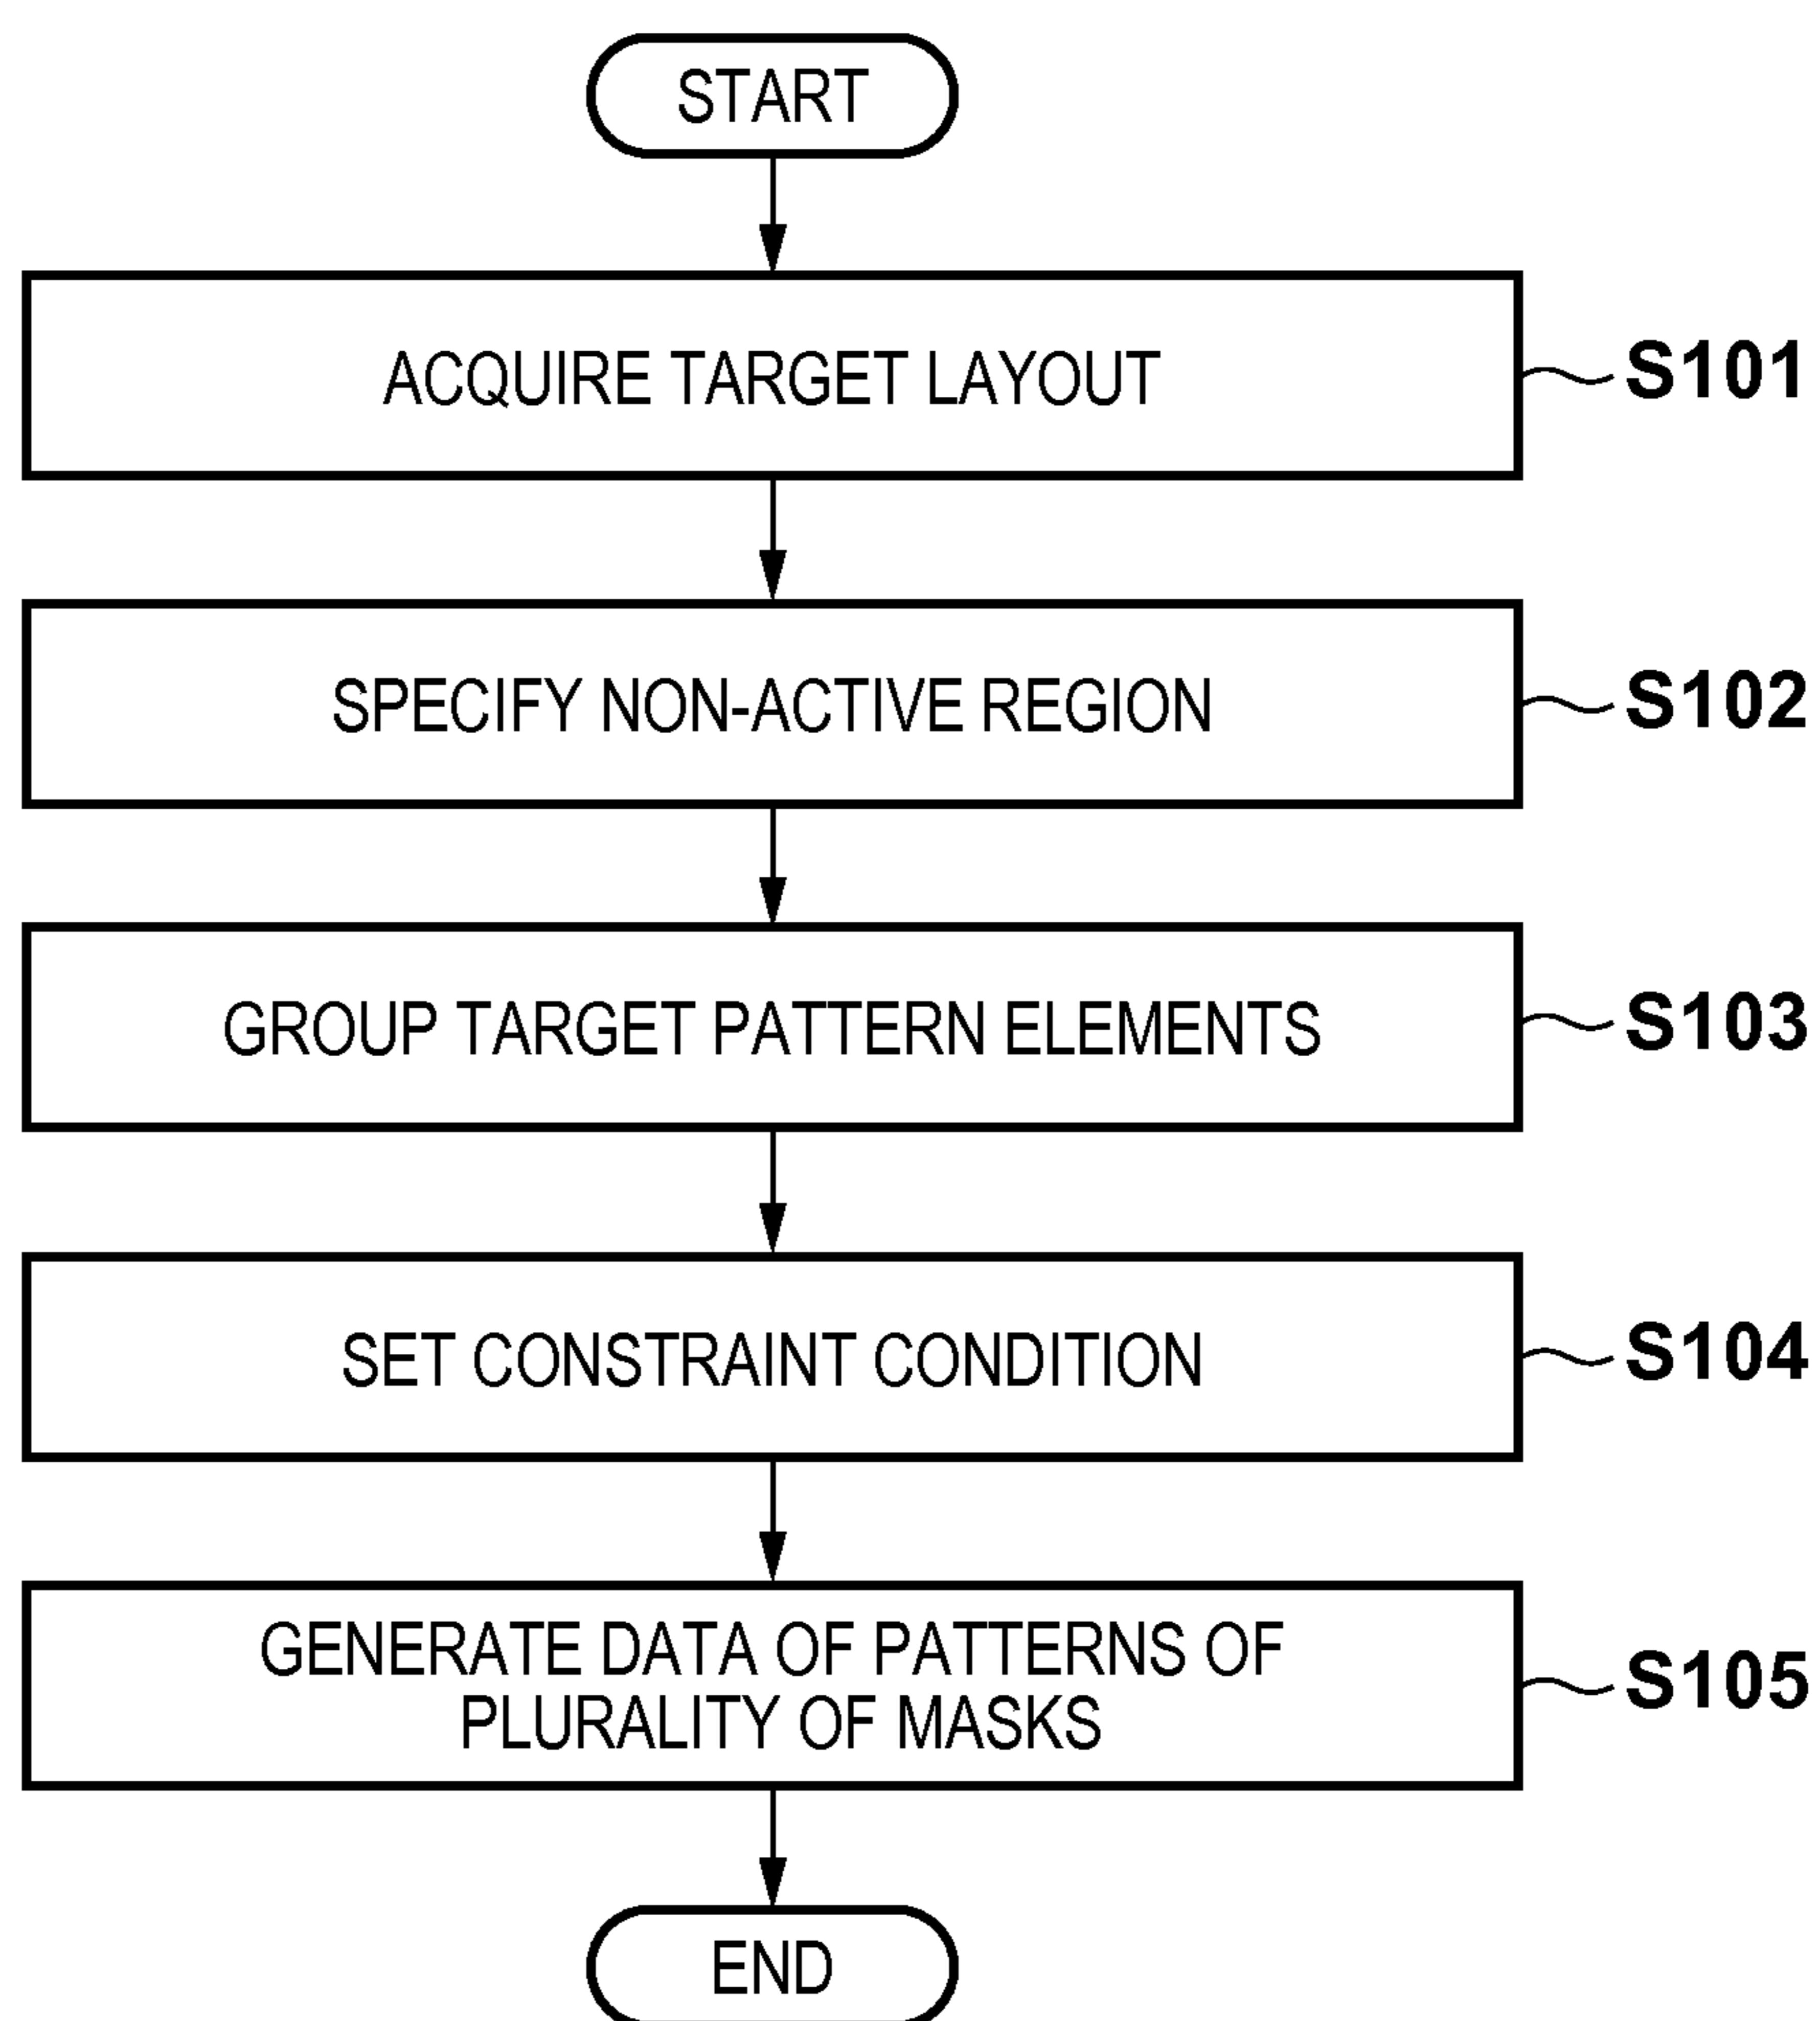 START
ACQUIRE TARGET LAYOUT
S101
SPECIFY NON-ACTIVE REGION
S102
GROUP TARGET PATTERN ELEMENTS
S103
SET CONSTRAINT CONDITION
S104
GENERATE DATA OF PATTERNS OF
PLURALITY OF MASKS
S105
END